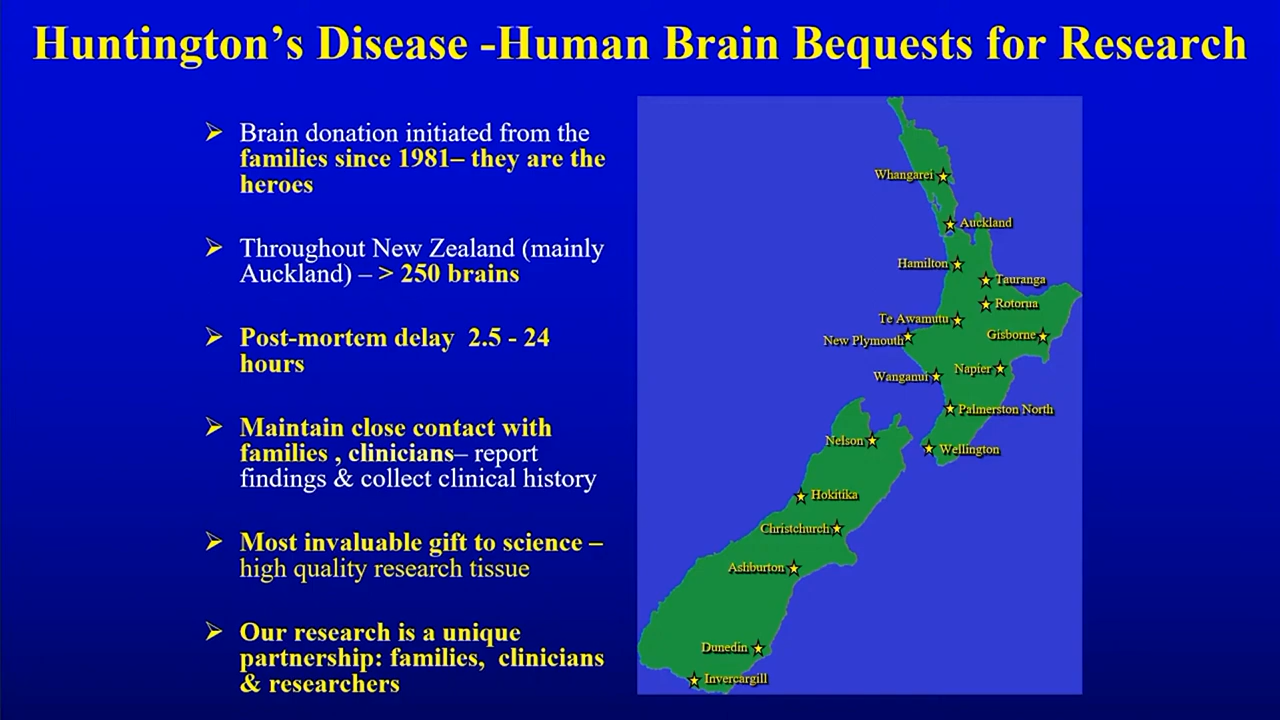 Huntington’s Disease -Human Brain Bequests for Research
➢ Brain donation initiated from the
families since 1981– they are the
heroes
➢ Throughout New Zealand (mainly
Auckland) – > 250 brains
➢ Post-mortem delay 2.5 - 24
hours
➢ Maintain close contact with
families , clinicians– report
findings & collect clinical history
➢ Most invaluable gift to science –
high quality research tissue
➢ Our research is a unique
partnership: families, clinicians
& researchers
Whangarei
Auckland
Hamilton
Tauranga
Rotorua
Te Awamutu
Gisborne
New Plymouth
Napier
Wanganui
Palmerston North
Nelson
Wellington
Hokitika
Christchurch
Ashburton
Dunedin
Invercargill